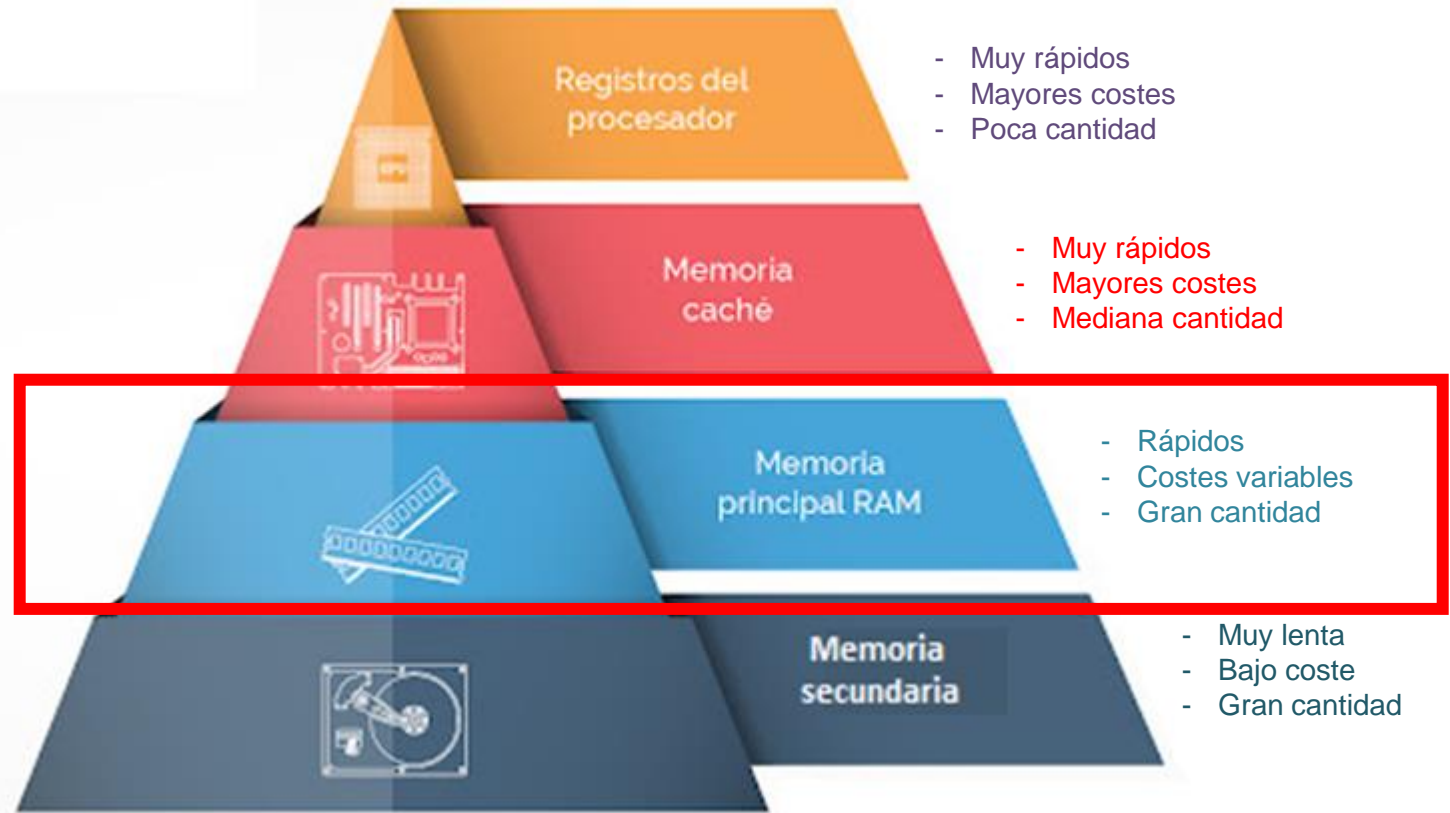 Registros del
procesador
- Muy rápidos
- Mayores costes
- Poca cantidad
Memoria
caché
- Muy rápidos
- Mayores costes
- Mediana cantidad
Memoria
principal RAM
- Rápidos
- Costes variables
- Gran cantidad
Memoria
secundaria
- Muy lenta
- Bajo coste
- Gran cantidad